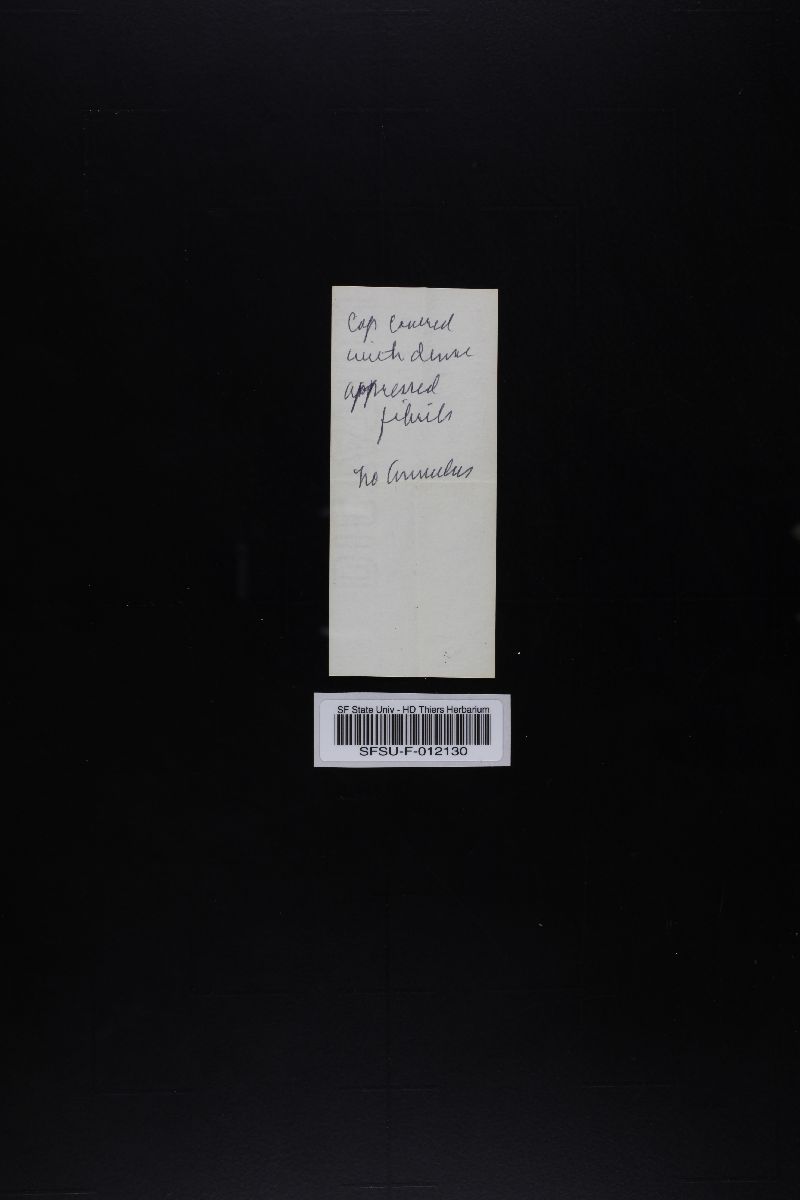 Cap covered
with dense
appressed
fibrils
No Annulus
SF State Univ - HD Thiers Herbarium
SFSU-F-012130